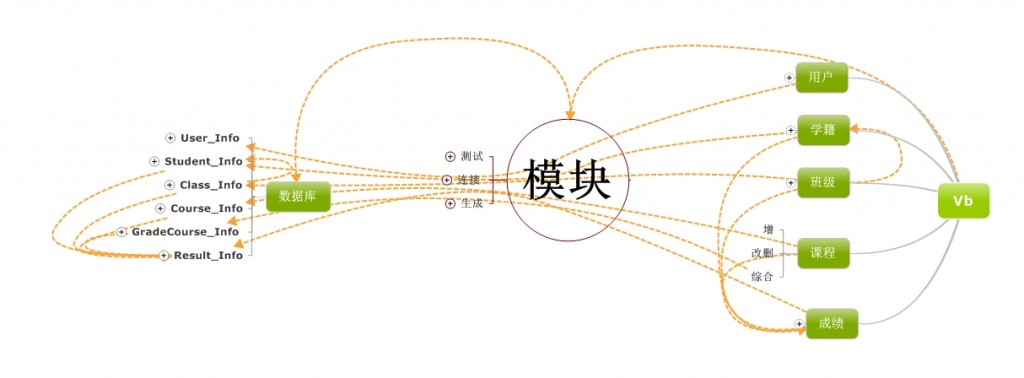 User_Info
Student_Info
Class_Info
Course_Info
GradeCourse_Info
Result_Info
数据库
测试
连接
生成
模块
用户
学籍
班级
增
改删
综合
课程
成绩
Vb